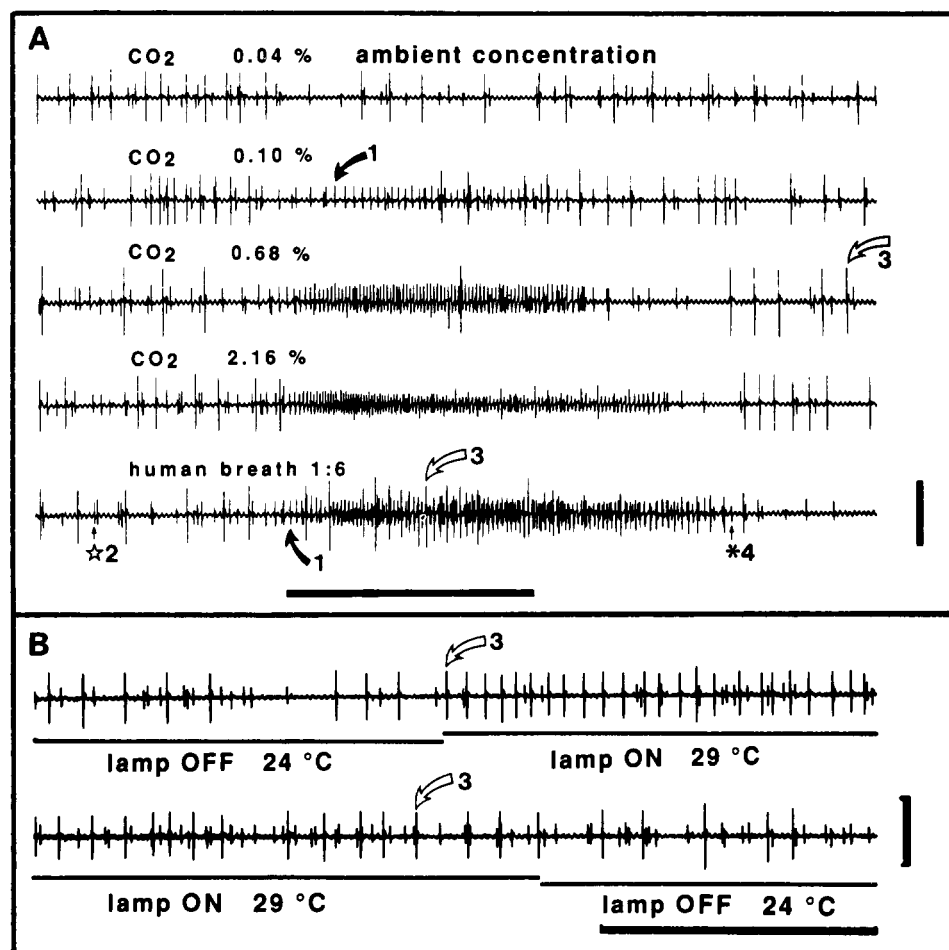 A
CO2 0.04 % ambient concentration
CO2 0.10 %
1
CO2 0.68 %
3
CO2 2.16 %
human breath 1:6
3
☆2
1
*4
B
3
lamp OFF 24 °C
lamp ON 29 °C
3
lamp ON 29 °C
lamp OFF 24 °C